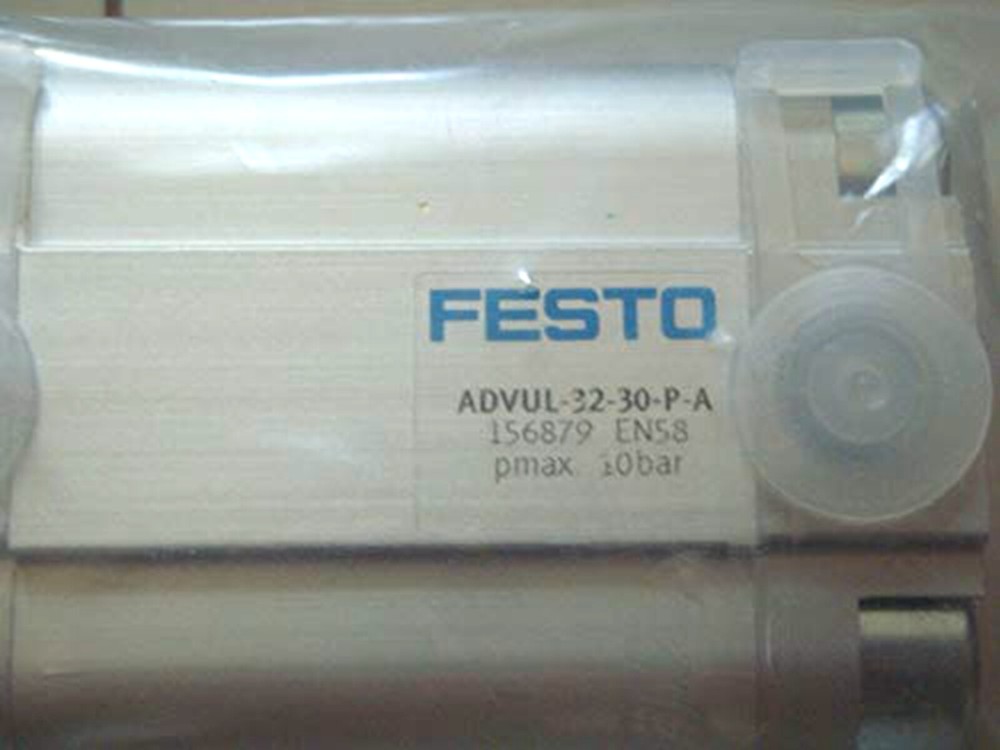 FESTO
ADVUL-32-30-P-A
156879 EN58
pmax 10bar